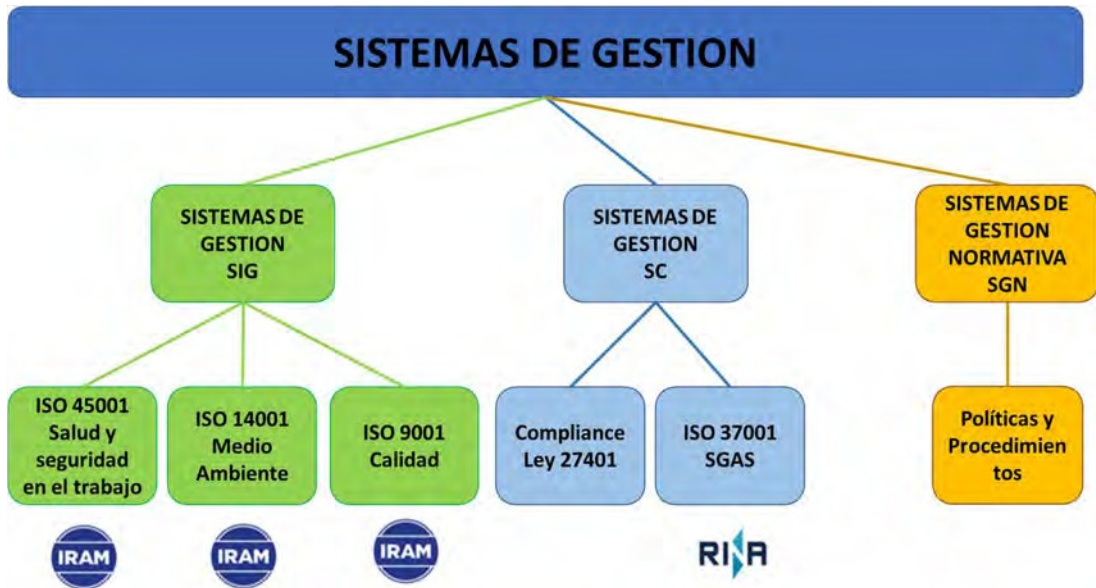 SISTEMAS DE GESTION
SISTEMAS DE
GESTION
SIG
SISTEMAS DE
GESTION
SC
SISTEMAS DE
GESTION
NORMATIVA
SGN
ISO 45001
Salud y
seguridad
en el trabajo
ISO 14001
Medio
Ambiente
ISO 9001
Calidad
Compliance
Ley 27401
ISO 37001
SGAS
Políticas y
Procedimien
tos
IRAM
IRAM
IRAM
RINA